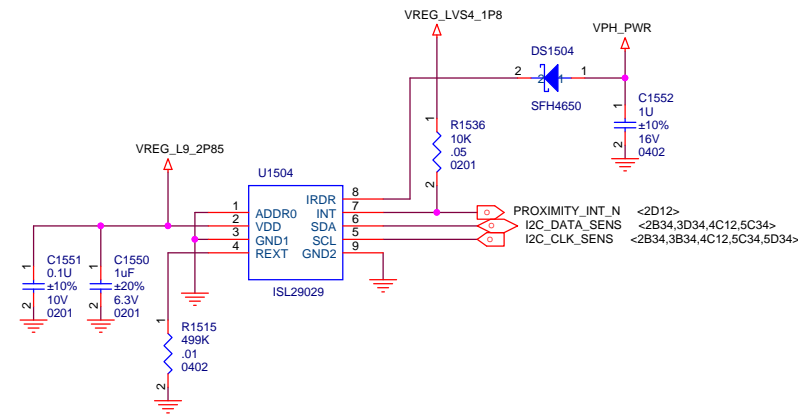 VREG_LVS4_1P8
VPH_PWR
DS1504
2 2 1 1
SFH4650
C1552
1U
±10%
16V
0402
1
2
R1536
10K
.05
0201
1
2
VREG_L9_2P85
U1504
1 ADDR0
2 VDD
3 GND1
4 REXT
IRDR 8
INT 7
SDA 6
SCL 5
GND2 9
ISL29029
PROXIMITY_INT_N <2D12>
I2C_DATA_SENS <2B34,3D34,4C12,5C34>
I2C_CLK_SENS <2B34,3B34,4C12,5C34,5D34>
C1551
0.1U
±10%
10V
0201
1
2
C1550
1uF
±20%
6.3V
0201
1
2
R1515
499K
.01
0402
1
2